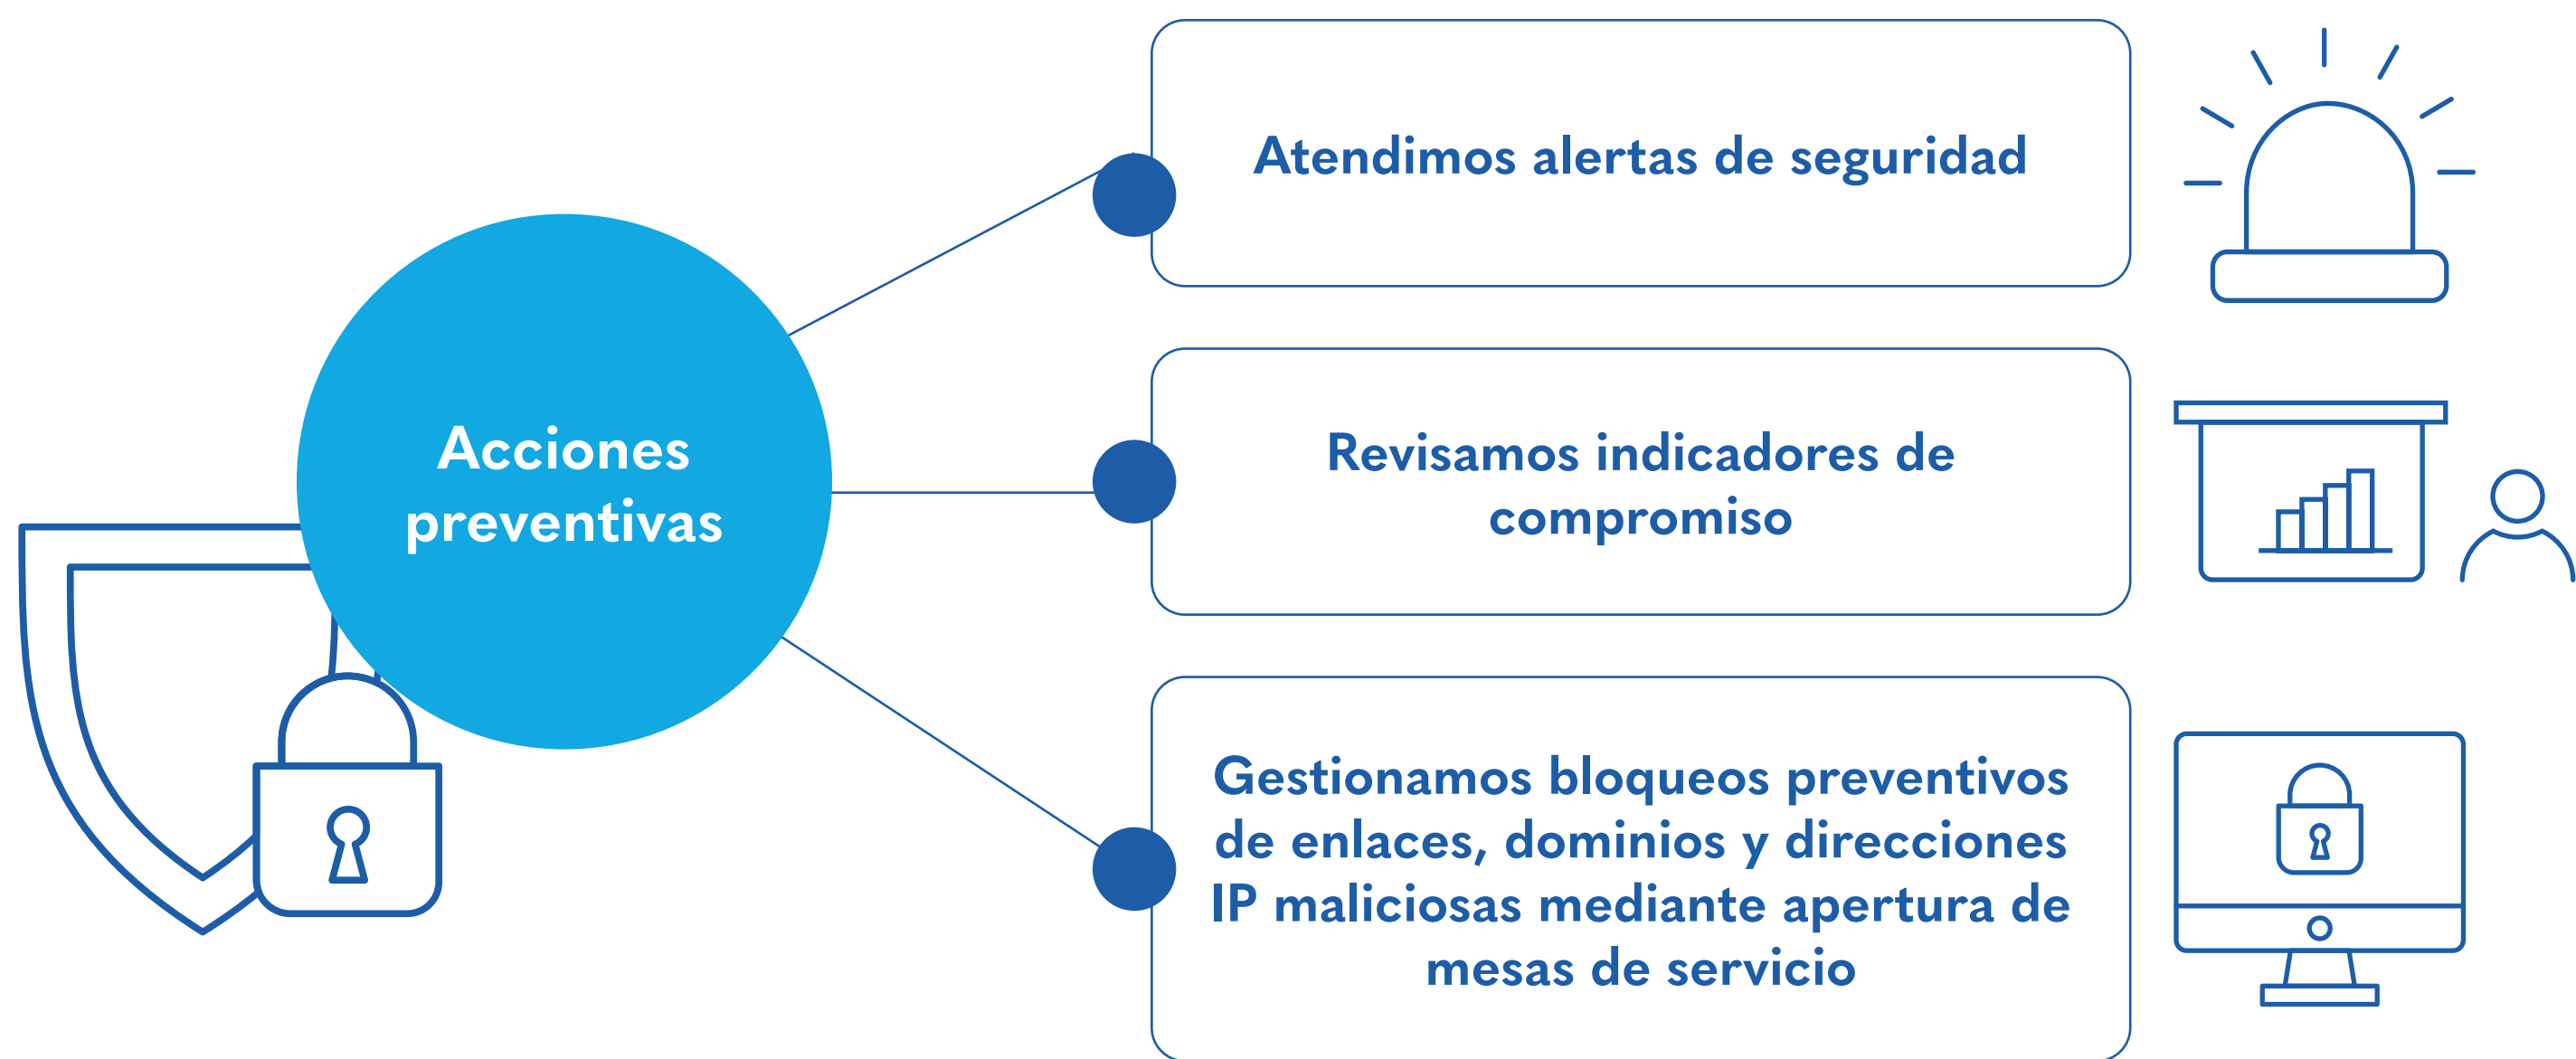 Acciones
preventivas
Atendimos alertas de seguridad
Revisamos indicadores de
compromiso
Gestionamos bloqueos preventivos
de enlaces, dominios y direcciones
IP maliciosas mediante apertura de
mesas de servicio